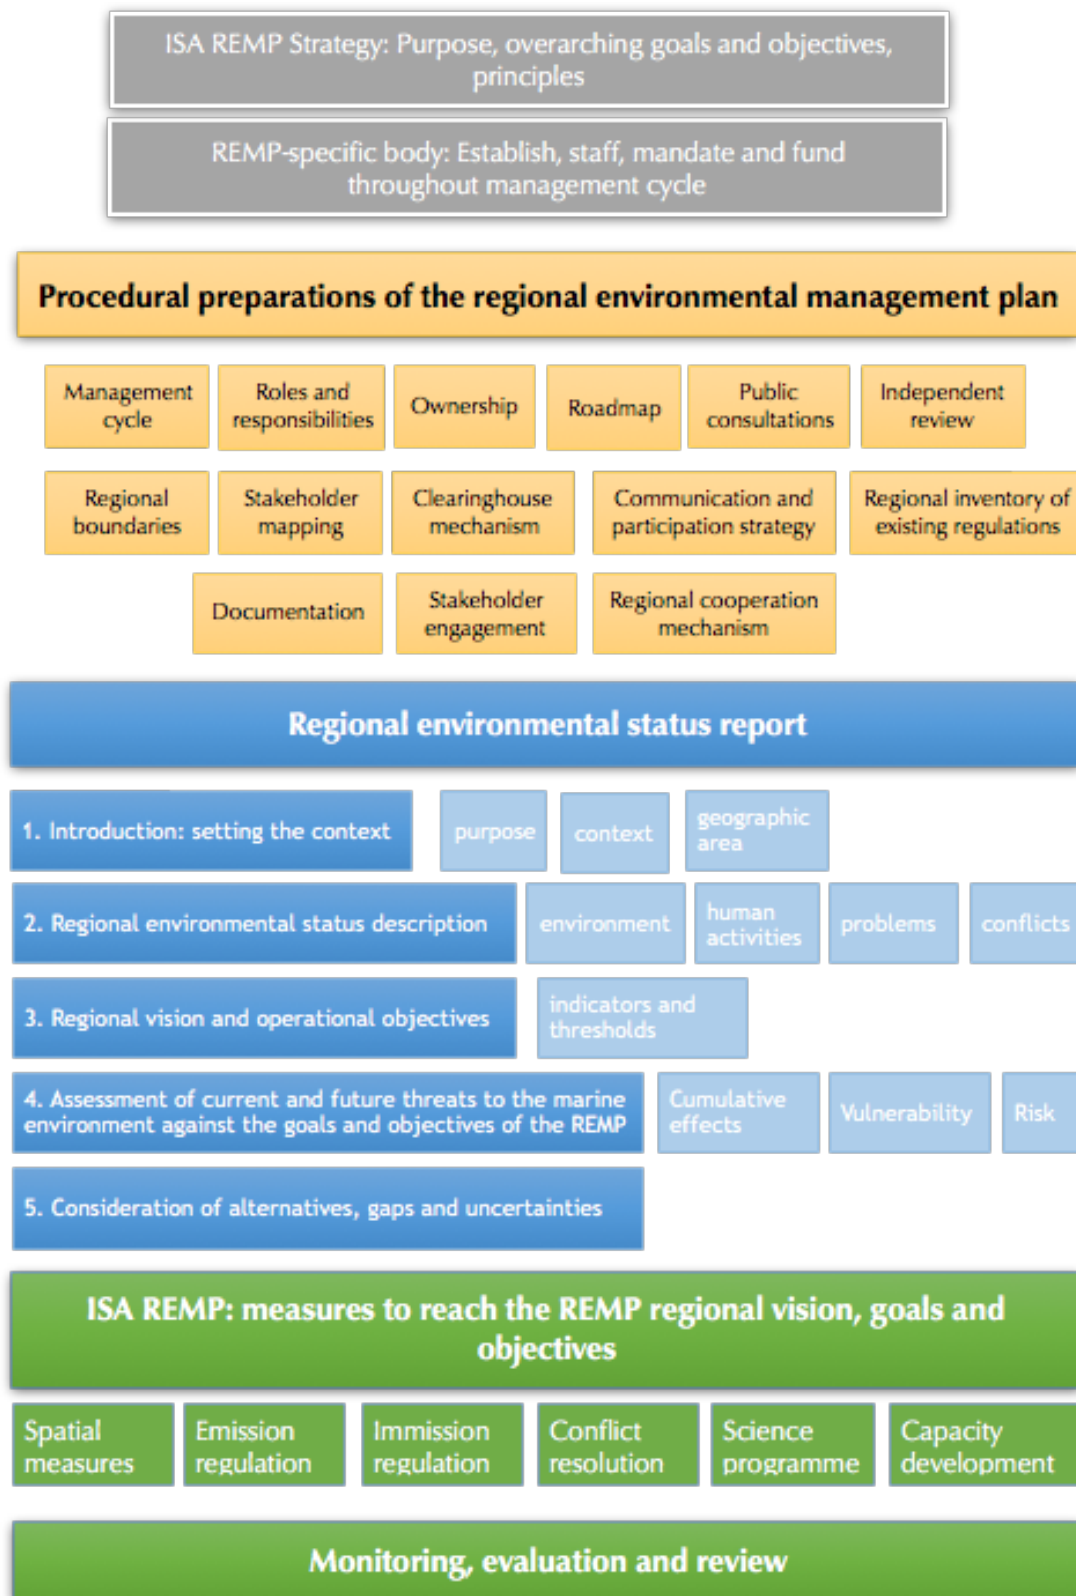 ISA REMP Strategy: Purpose, overarching goals and objectives,
principles
REMP-specific body: Establish, staff, mandate and fund
throughout management cycle
Procedural preparations of the regional environmental management plan
Management
cycle
Roles and
responsibilities
Ownership
Roadmap
Public
consultations
Independent
review
Regional
boundaries
Stakeholder
mapping
Clearinghouse
mechanism
Communication and
participation strategy
Regional inventory of
existing regulations
Documentation
Stakeholder
engagement
Regional cooperation
mechanism
Regional environmental status report
1. Introduction: setting the context
purpose
context
geographic
area
2. Regional environmental status description
environment
human
activities
problems
conflicts
3. Regional vision and operational objectives
indicators and
thresholds
4. Assessment of current and future threats to the marine
environment against the goals and objectives of the REMP
Cumulative
effects
Vulnerability
Risk
5. Consideration of alternatives, gaps and uncertainties
ISA REMP: measures to reach the REMP regional vision, goals and
objectives
Spatial
measures
Emission
regulation
Immission
regulation
Conflict
resolution
Science
programme
Capacity
development
Monitoring, evaluation and review